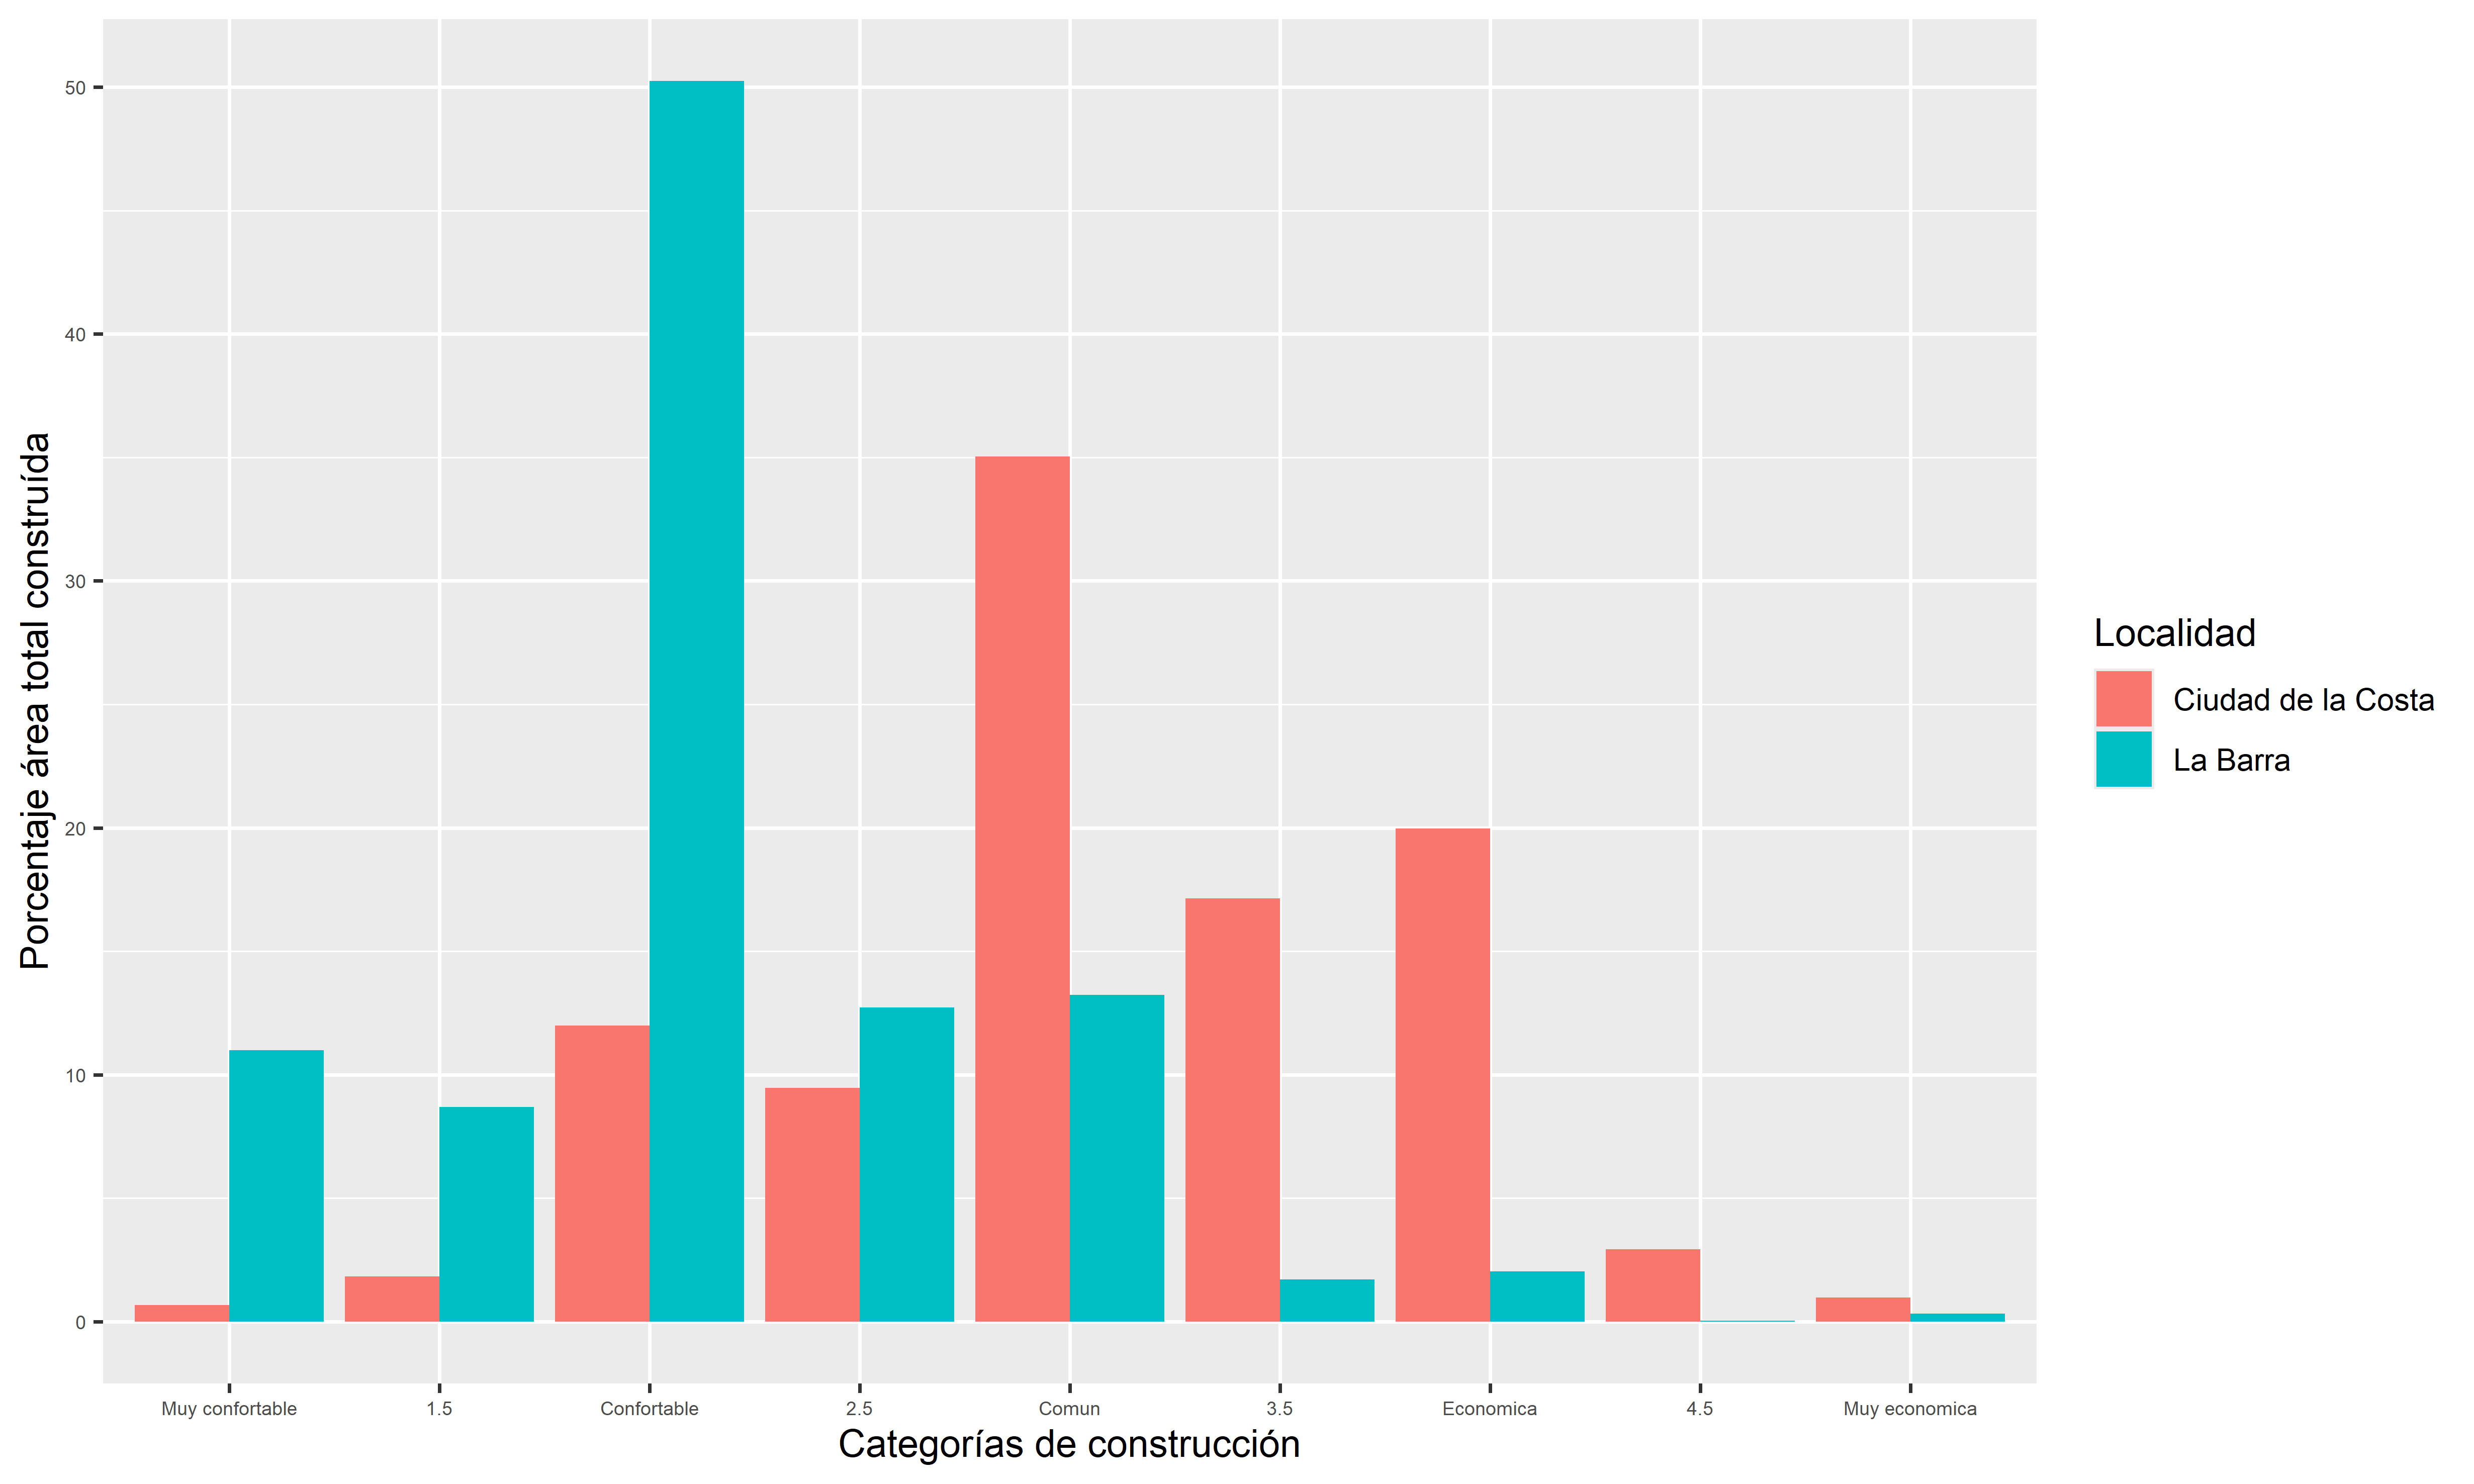 Porcentaje área total construída
50
40
30
20
10
0
Muy confortable 1.5 Confortable 2.5 Comun 3.5 Economica 4.5 Muy economica
Categorías de construcción
Localidad
Ciudad de la Costa
La Barra